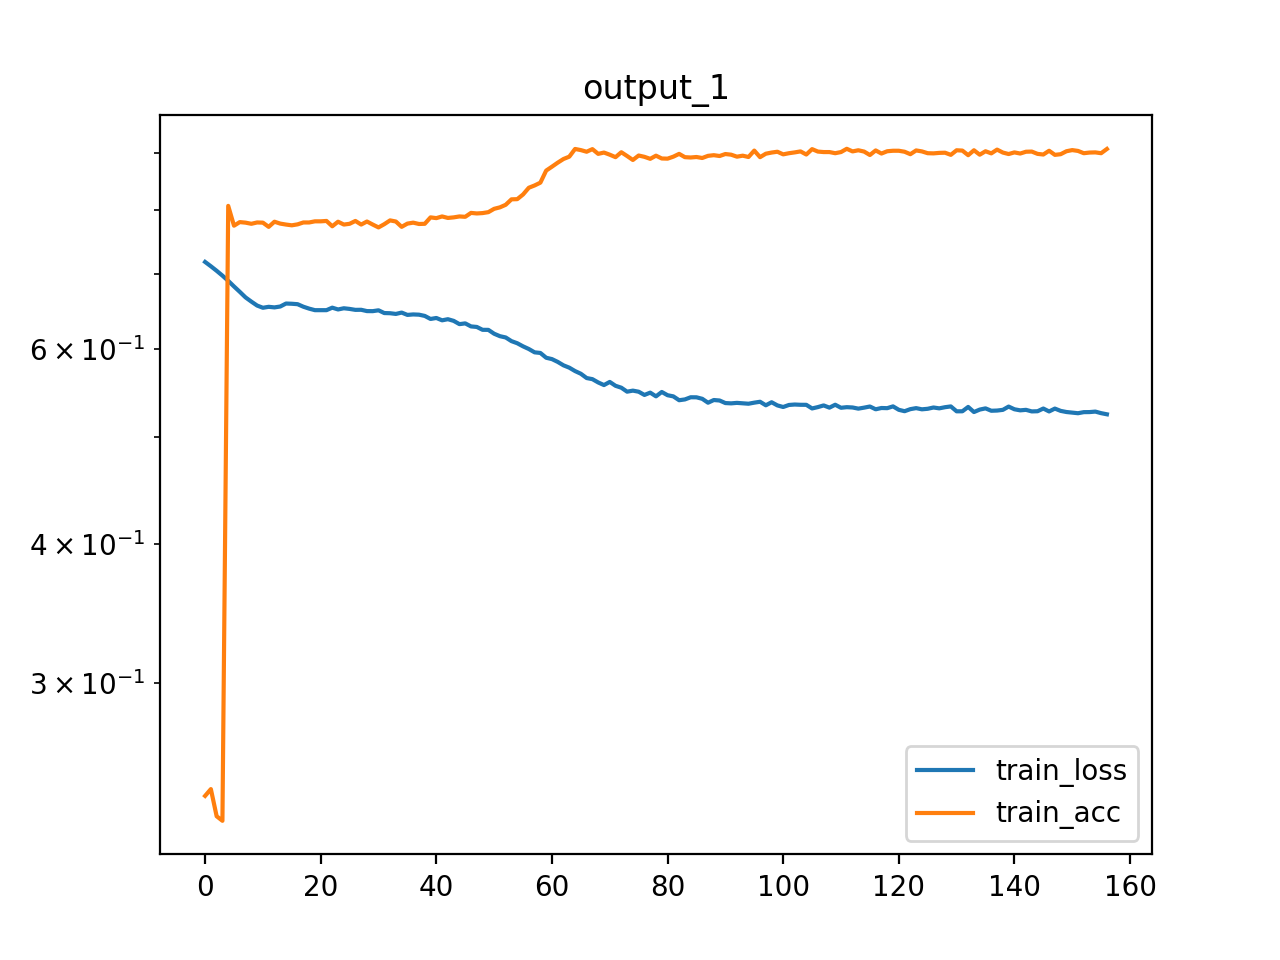 output_1
6 × 10⁻¹
4 × 10⁻¹
3 × 10⁻¹
train_loss
train_acc
0 20 40 60 80 100 120 140 160